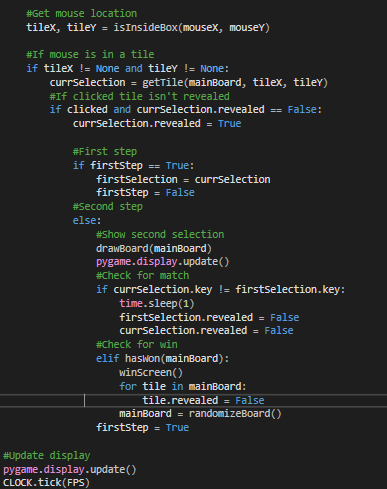 #Get mouse location
tileX, tileY = isInsideBox(mouseX, mouseY)
#If mouse is in a tile
if tileX != None and tileY != None:
currSelection = getTile(mainBoard, tileX, tileY)
#If clicked tile isn't revealed
if clicked and currSelection.revealed == False:
currSelection.revealed = True
#First step
if firstStep == True:
firstSelection = currSelection
firstStep = False
#Second step
else:
#Show second selection
drawBoard(mainBoard)
pygame.display.update()
#Check for match
if currSelection.key != firstSelection.key:
time.sleep(1)
firstSelection.revealed = False
currSelection.revealed = False
#Check for win
elif hasWon(mainBoard):
winScreen()
for tile in mainBoard:
tile.revealed = False
mainBoard = randomizeBoard()
firstStep = True
#Update display
pygame.display.update()
CLOCK.tick(FPS)